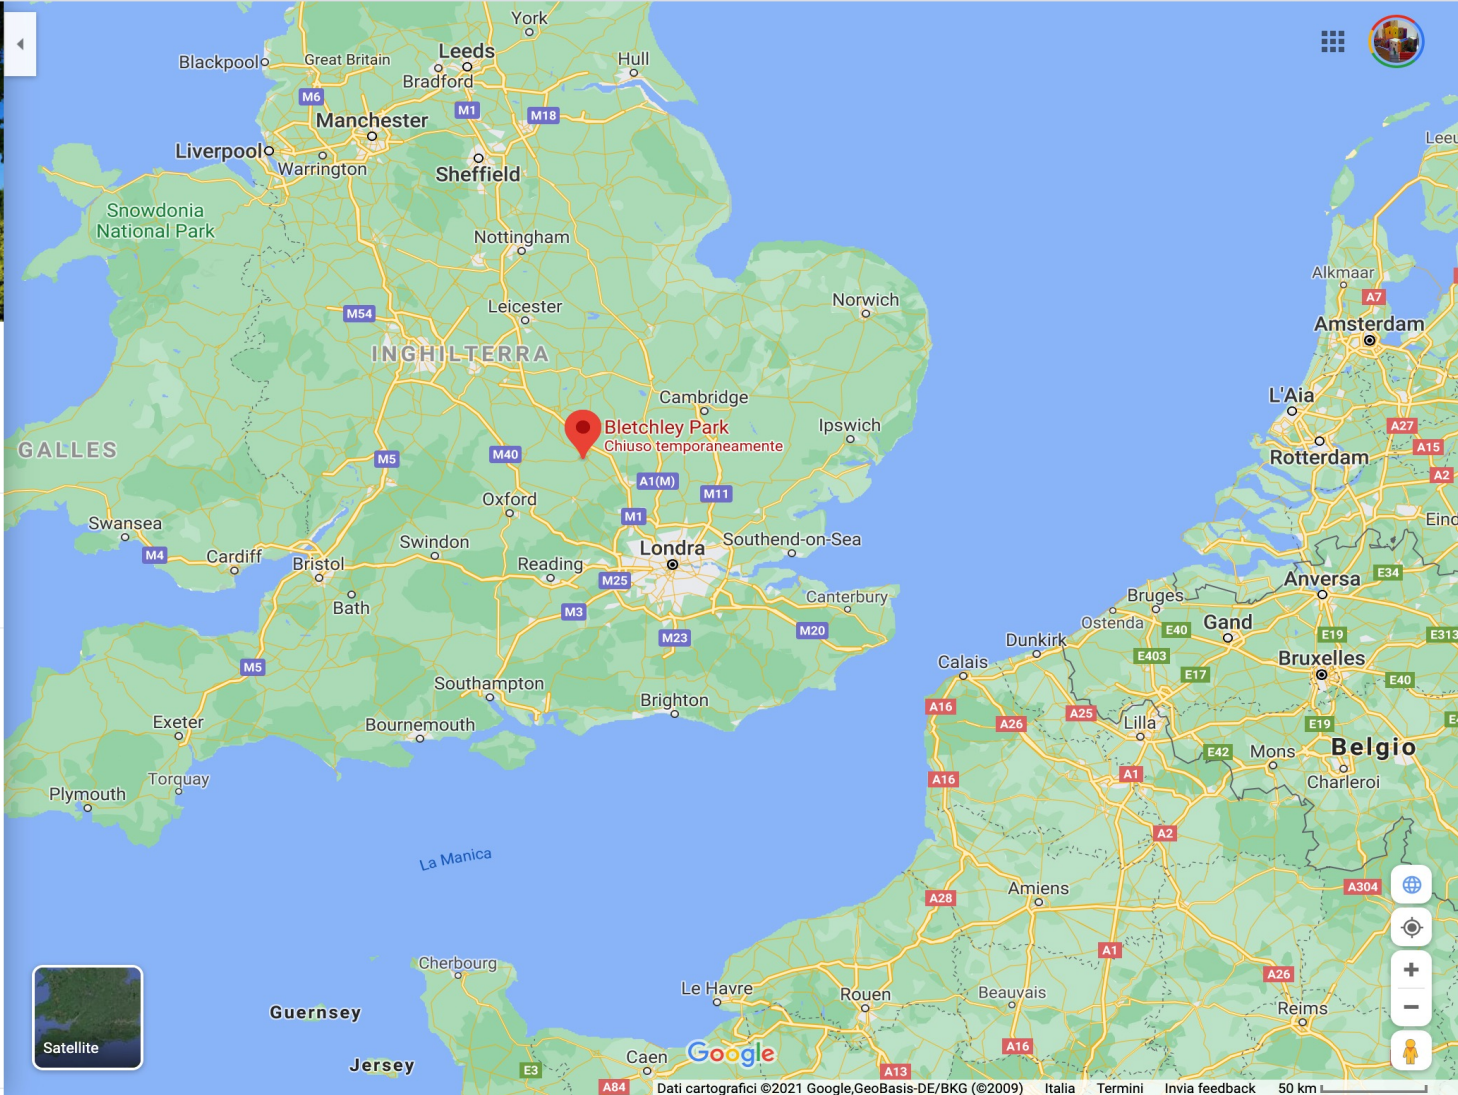 York
Leeds
Hull
Blackpool
Great Britain
Bradford
M6
M1
M18
Manchester
Liverpool
Warrington
Sheffield
Leeu
Snowdonia
National Park
Nottingham
Alkmaar
A7
Norwich
Leicester
M54
Amsterdam
INGHILTERRA
L'Aia
Cambridge
Bletchley Park
Chiuso temporaneamente
Ipswich
A27
A15
GALLES
M5
M40
Rotterdam
A2
A1(M)
M11
Oxford
M1
Eind
Swansea
M4
Cardiff
Bristol
Swindon
Reading
Londra
Southend-on-Sea
M25
Anversa
E34
Bath
M3
Canterbury
Bruges
Ostenda
E40
Gand
E19
E313
M23
M20
Dunkirk
E403
Bruxelles
M5
Calais
E17
E40
Southampton
Brighton
A16
A26
A25
Lilla
E19
Exeter
Bournemouth
E42
Mons
Belgio
Torquay
A16
A1
Charleroi
Plymouth
A2
La Manica
Amiens
A304
A28
A1
Cherbourg
A26
Le Havre
Rouen
Beauvais
Reims
Guernsey
Satellite
Jersey
Caen
Google
A16
E3
A84
A13
Dati cartografici ©2021 Google,GeoBasis-DE/BKG (©2009) Italia Termini Invia feedback 50 km